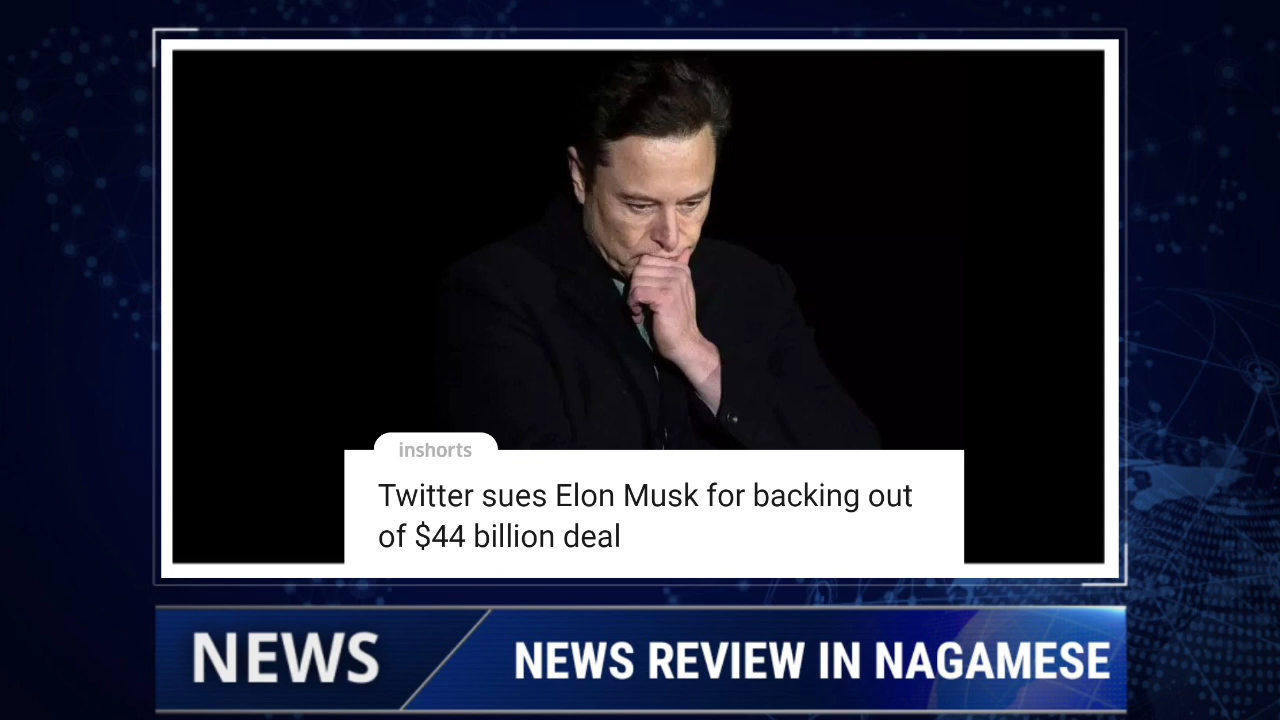 inshorts
Twitter sues Elon Musk for backing out
of $44 billion deal
NEWS
NEWS REVIEW IN NAGAMESE